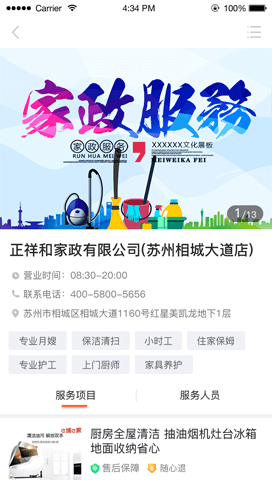 Carrier
4:34 PM
100%
家政服務
家政服务
RUN HUA MEI WEI
XXXXXX文化展板
MEIWEIKA FEI
1/13
正祥和家政有限公司(苏州相城大道店)
营业时间：08:30-20:00
联系电话：400-5800-5656
苏州市相城区相城大道1160号红星美凯龙地下1层
专业月嫂 保洁清扫 小时工 住家保姆
专业护工 上门厨师 家具养护
服务项目 服务人员
厨房全屋清洁 抽油烟机灶台冰箱
地面收纳省心
售后保障 随心退